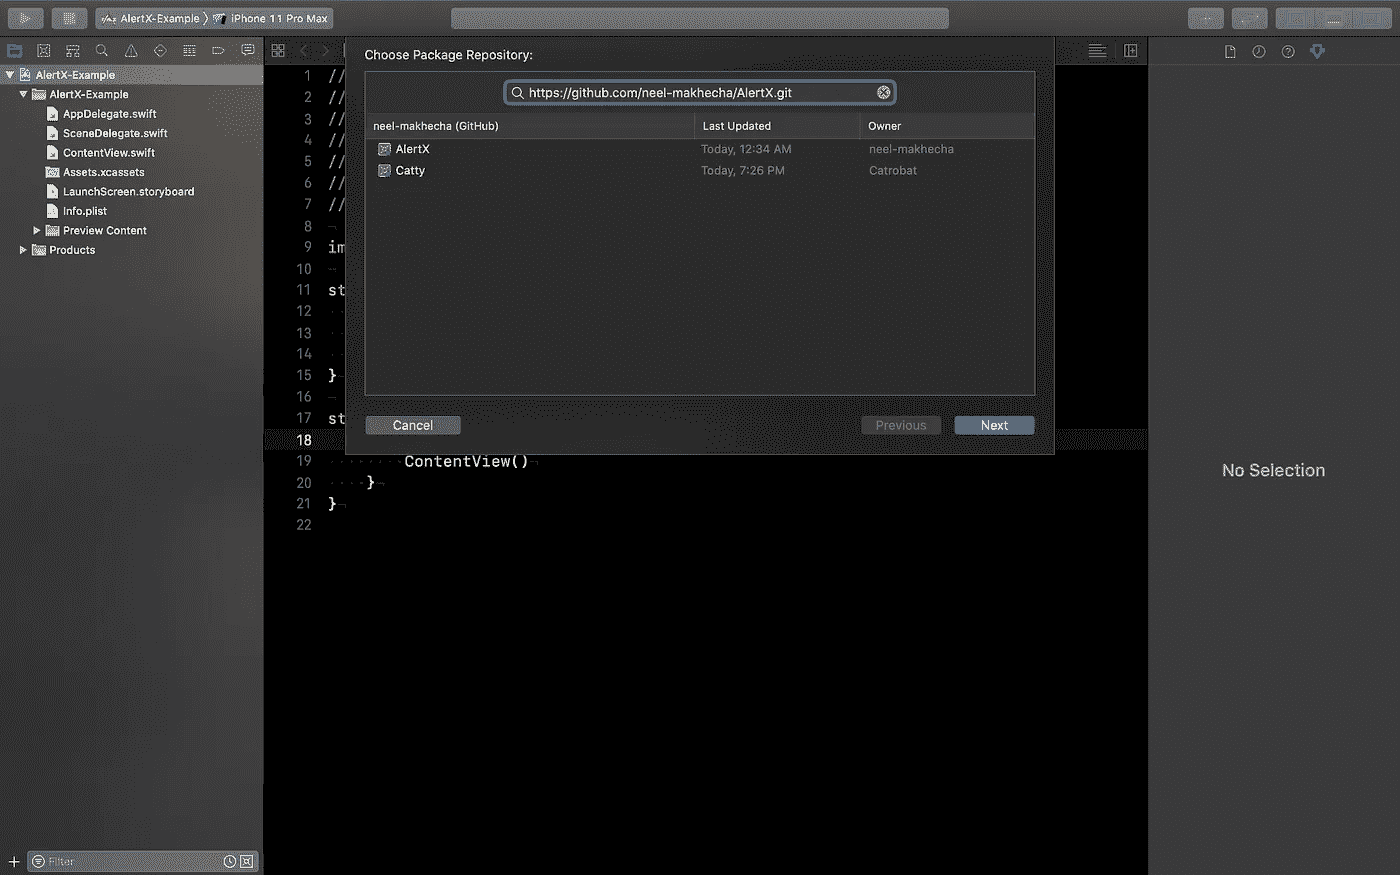 AlertX-Example 〉 iPhone 11 Pro Max
Choose Package Repository:
https://github.com/neel-makhecha/AlertX.git
neel-makhecha (GitHub) Last Updated Owner
AlertX Today, 12:34 AM neel-makhecha
Catty Today, 7:26 PM Catrobat
Cancel Previous Next
AlertX-Example
AlertX-Example
AppDelegate.swift
SceneDelegate.swift
ContentView.swift
Assets.xcassets
LaunchScreen.storyboard
Info.plist
Preview Content
Products
1 //
2 //
3 //
4 //
5 //
6 //
7 //
8
9 im
10
11 st
12
13
14
15 }
16
17 st
18
19 ContentView()
20 }
21 }
22
No Selection
Filter